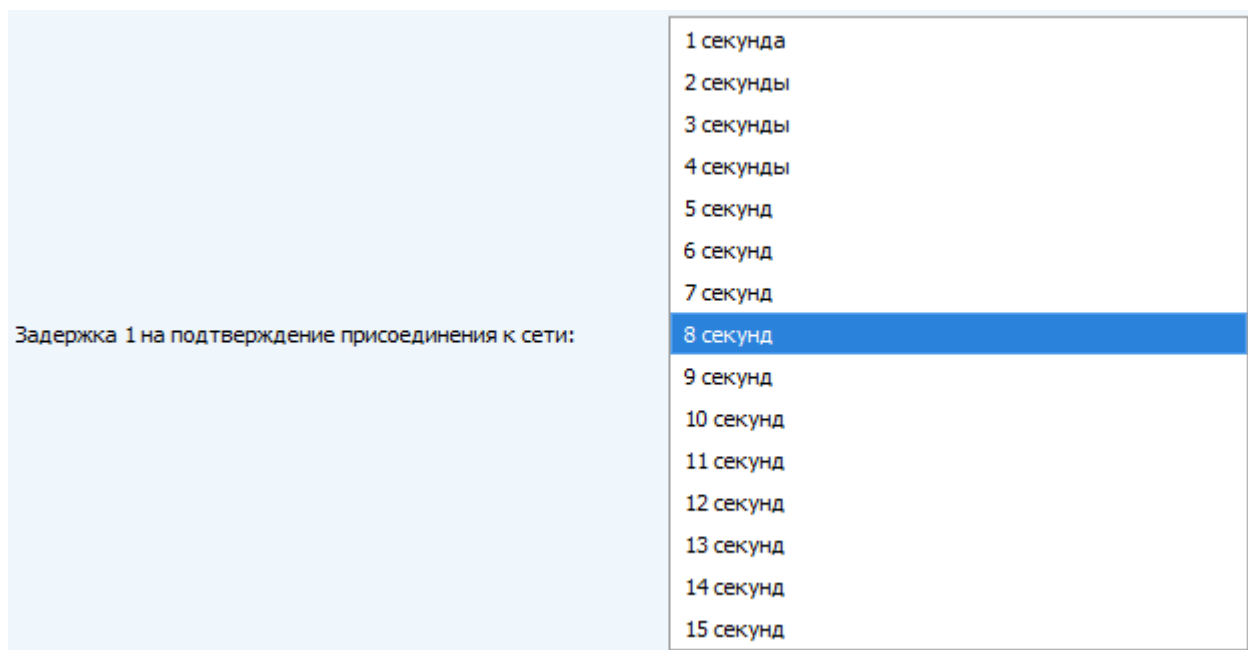 1 секунда
2 секунды
3 секунды
4 секунды
5 секунд
6 секунд
7 секунд
Задержка 1 на подтверждение присоединения к сети: 8 секунд
9 секунд
10 секунд
11 секунд
12 секунд
13 секунд
14 секунд
15 секунд